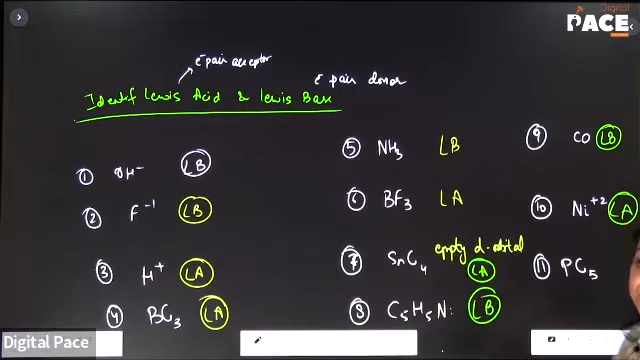 Digital
PACE
e⁻ pair acceptor
e⁻ pair donor
Identif Lewis Acid & Lewis Base
① OH⁻ LB
② F⁻¹ LB
③ H⁺ LA
④ BCl₃ LA
⑤ NH₃ LB
⑥ BF₃ LA
empty d-orbital
⑦ SnCl₄ LA
⑧ C₅H₅N: LB
⑨ CO LB
⑩ Ni⁺² LA
⑪ PCl₅
Digital Pace